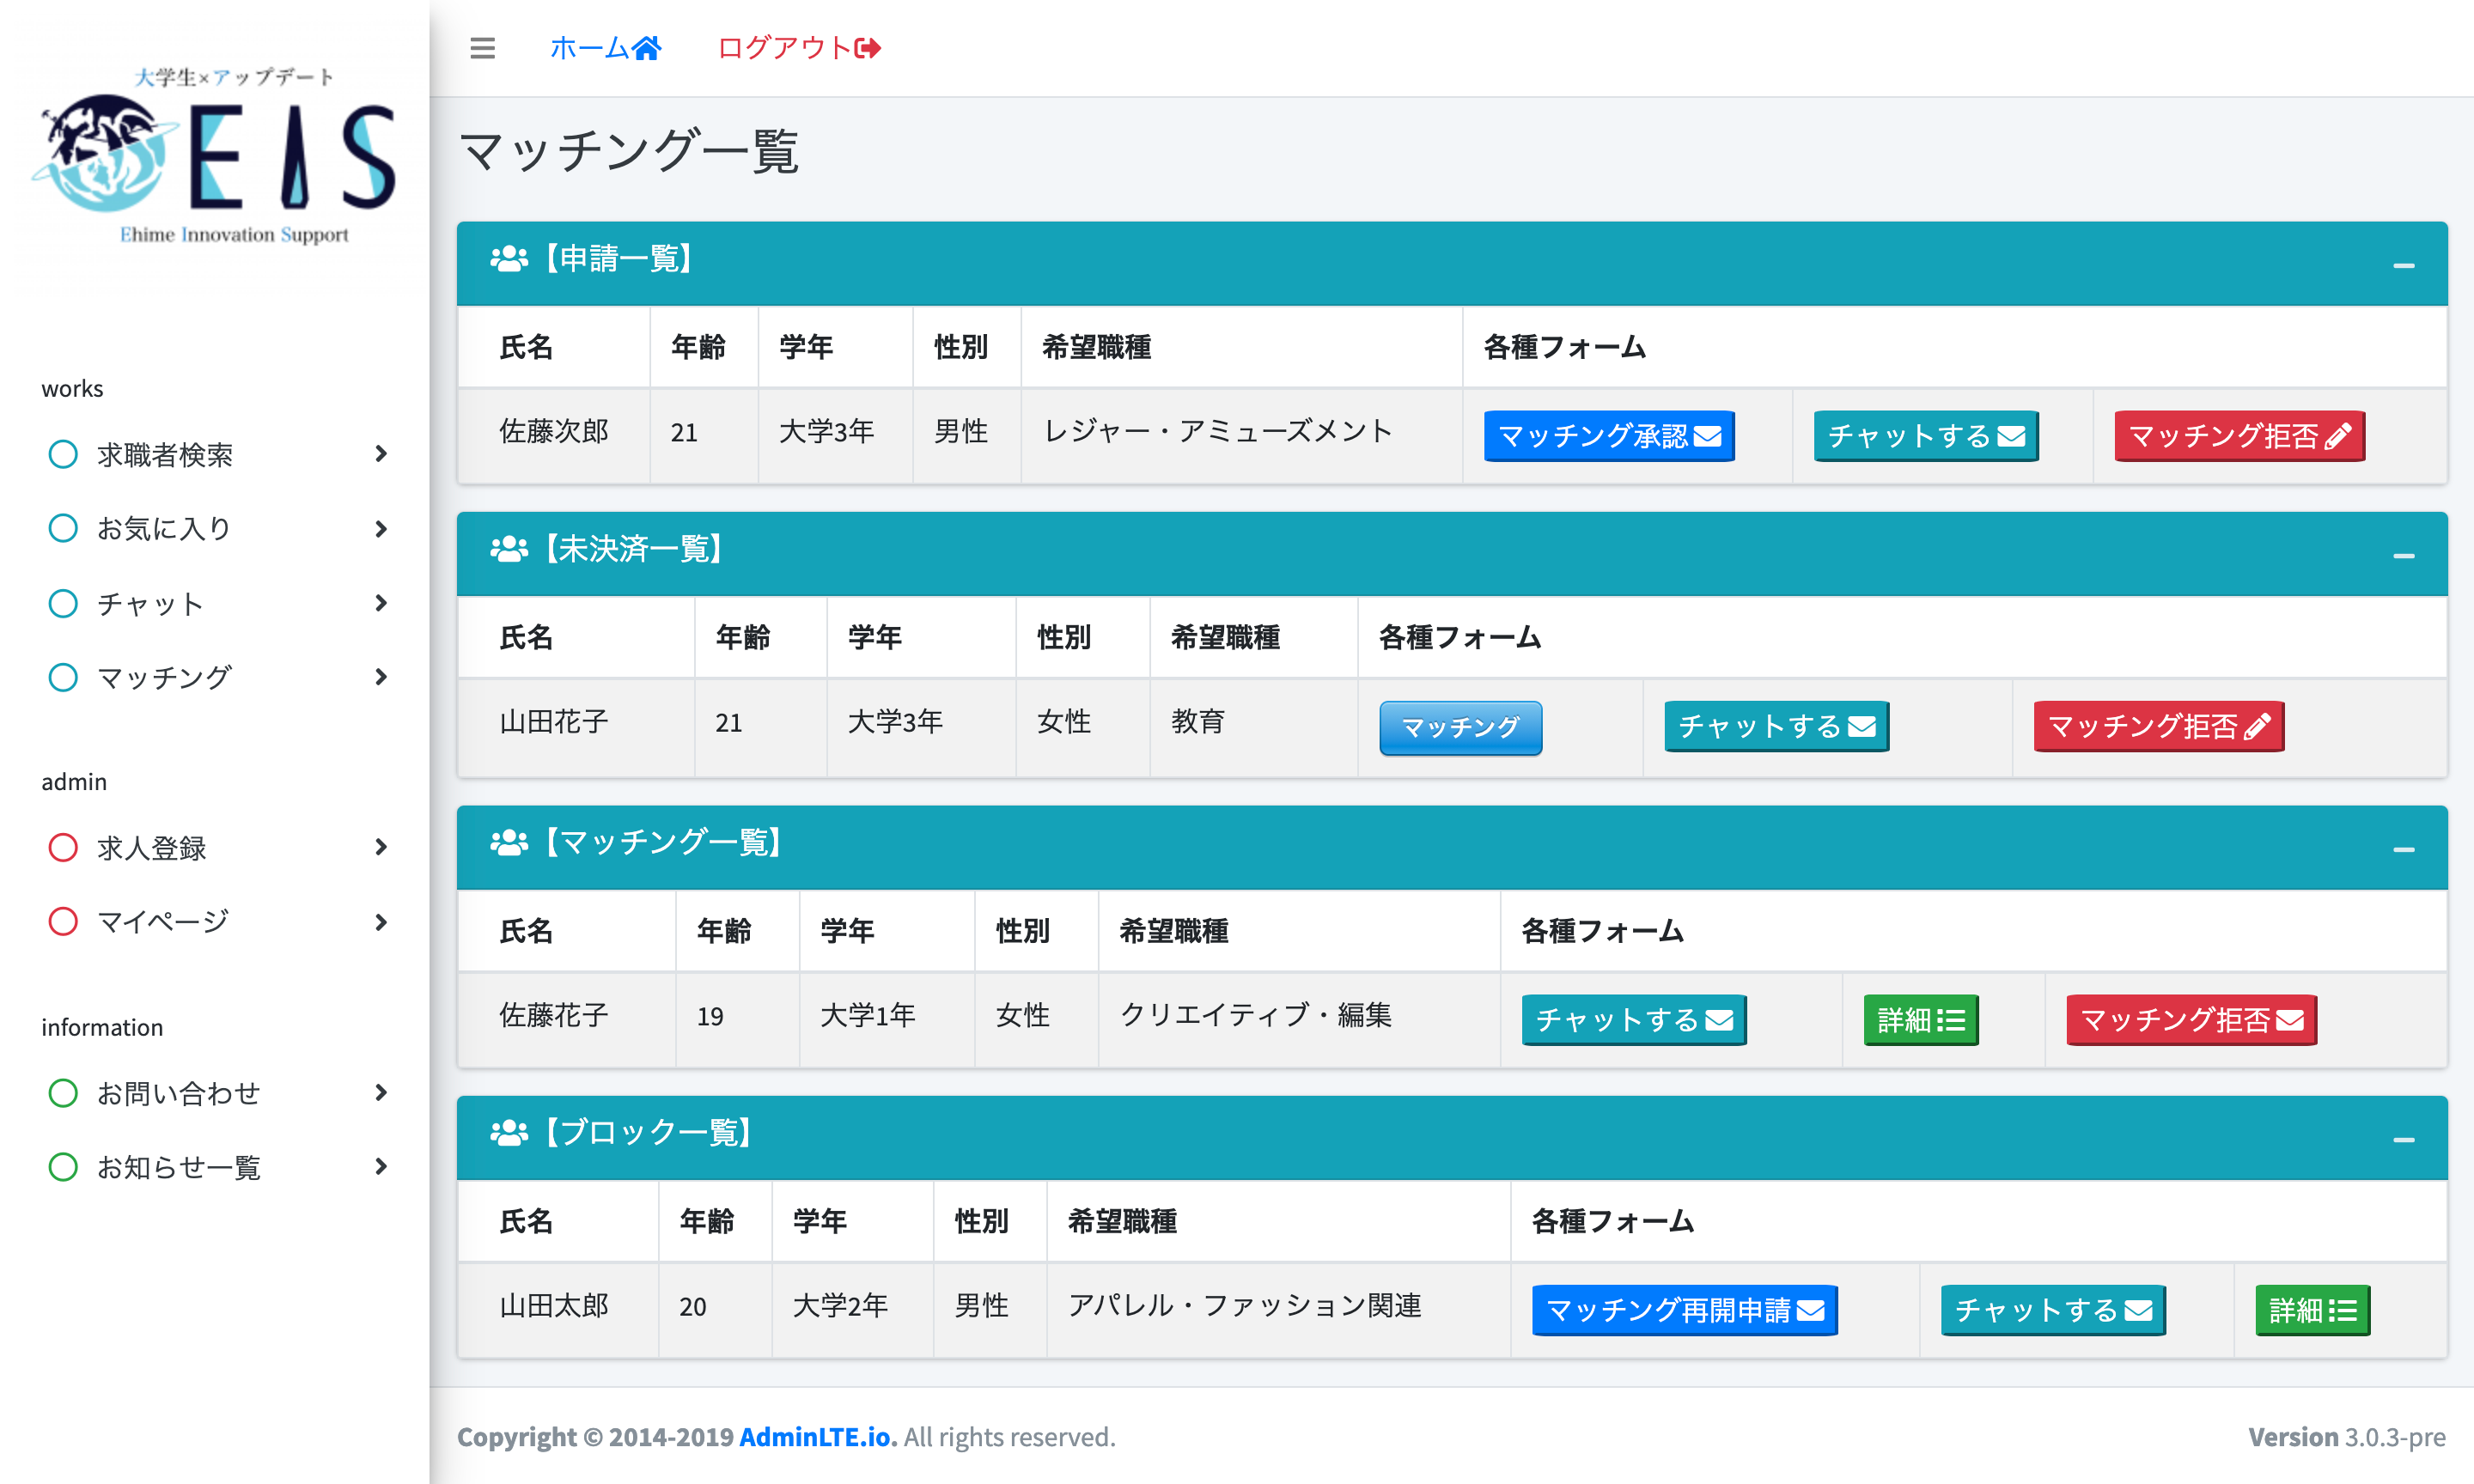 大学生×アップデート
EIS
Ehime Innovation Support
works
求職者検索
お気に入り
チャット
マッチング
admin
求人登録
マイページ
information
お問い合わせ
お知らせ一覧
ホーム ログアウト
マッチング一覧
【申請一覧】
氏名 年齢 学年 性別 希望職種 各種フォーム
佐藤次郎 21 大学3年 男性 レジャー・アミューズメント マッチング承認 チャットする マッチング拒否
【未決済一覧】
氏名 年齢 学年 性別 希望職種 各種フォーム
山田花子 21 大学3年 女性 教育 マッチング チャットする マッチング拒否
【マッチング一覧】
氏名 年齢 学年 性別 希望職種 各種フォーム
佐藤花子 19 大学1年 女性 クリエイティブ・編集 チャットする 詳細 マッチング拒否
【ブロック一覧】
氏名 年齢 学年 性別 希望職種 各種フォーム
山田太郎 20 大学2年 男性 アパレル・ファッション関連 マッチング再開申請 チャットする 詳細
Copyright © 2014-2019 AdminLTE.io. All rights reserved. Version 3.0.3-pre